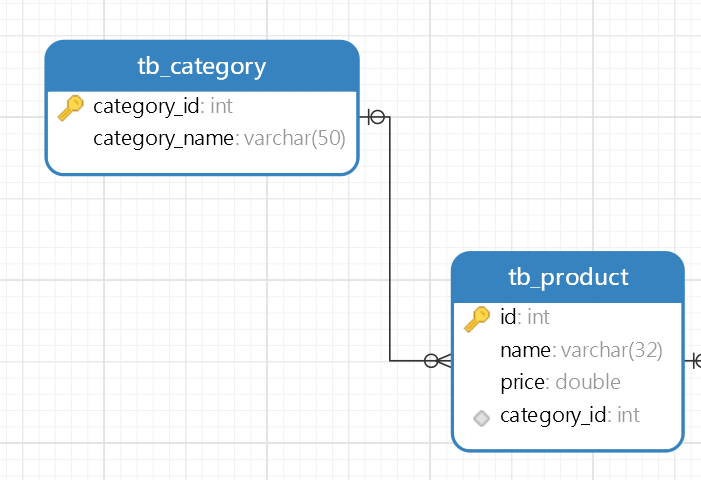 tb_category
category_id: int
category_name: varchar(50)
tb_product
id: int
name: varchar(32)
price: double
category_id: int